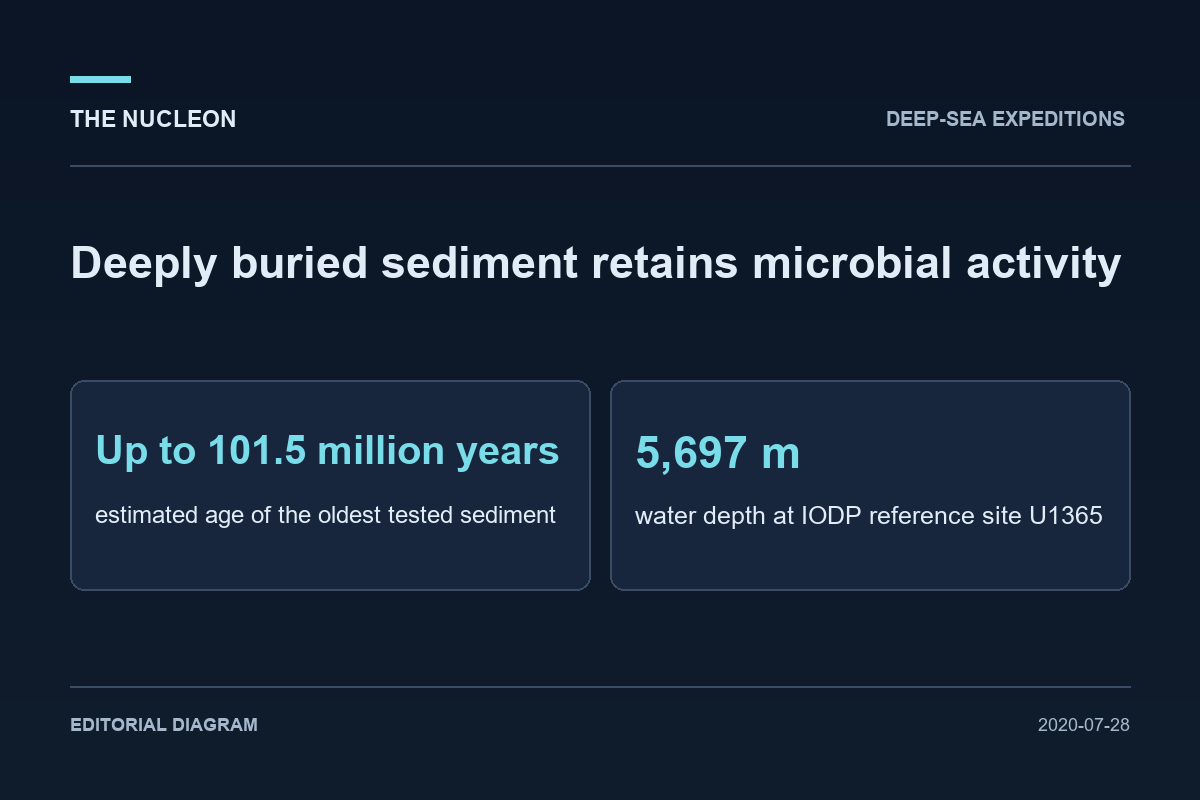 THE NUCLEON
DEEP-SEA EXPEDITIONS
Deeply buried sediment retains microbial activity
Up to 101.5 million years
estimated age of the oldest tested sediment
5,697 m
water depth at IODP reference site U1365
EDITORIAL DIAGRAM
2020-07-28